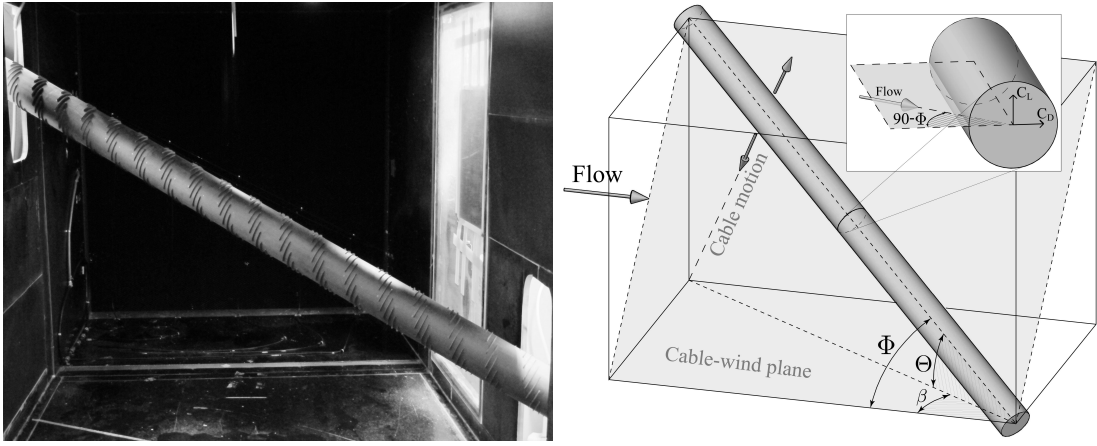 Flow
90-Φ
C_L
C_D
Flow
Cable motion
Φ
Θ
β
Cable-wind plane